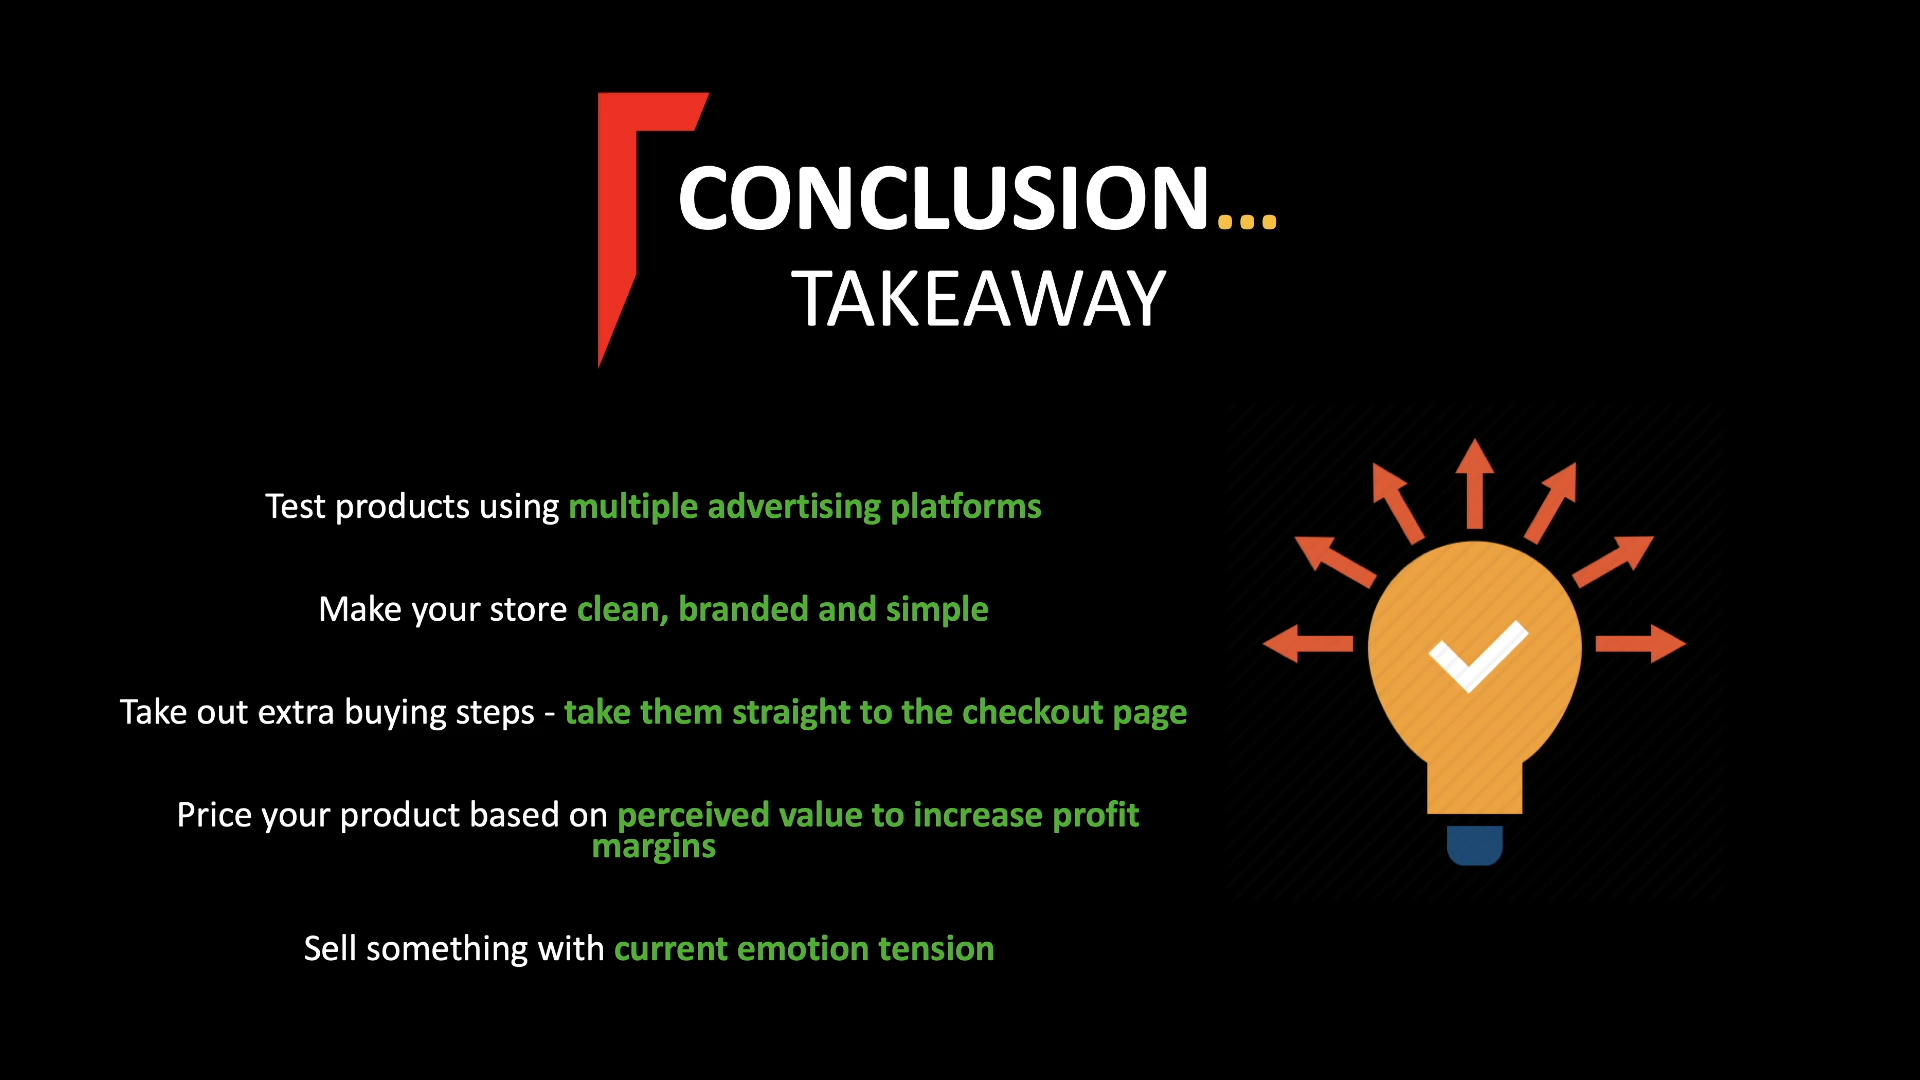 CONCLUSION...
TAKEAWAY
Test products using multiple advertising platforms
Make your store clean, branded and simple
Take out extra buying steps - take them straight to the checkout page
Price your product based on perceived value to increase profit
margins
Sell something with current emotion tension